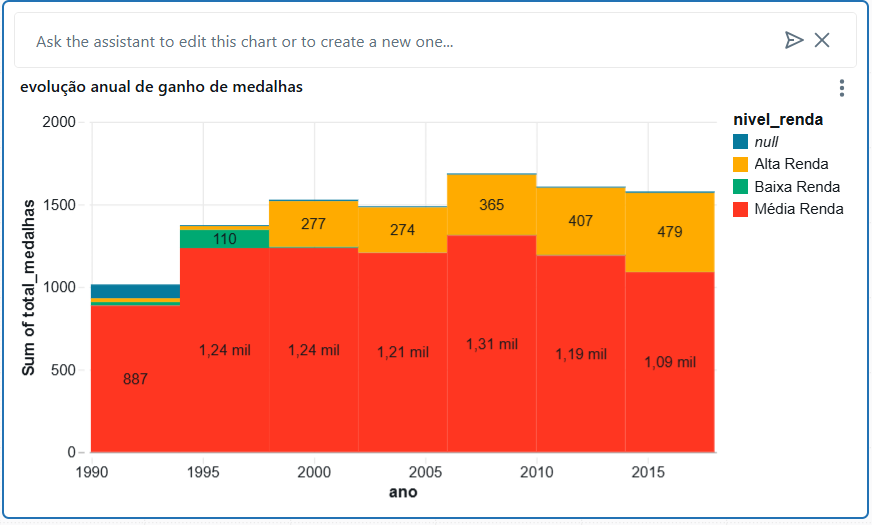 Ask the assistant to edit this chart or to create a new one...
evolução anual de ganho de medalhas
nivel_renda
null
Alta Renda
Baixa Renda
Média Renda
Sum of total_medalhas
2000
1500
1000
500
0
110
277
274
365
407
479
887
1,24 mil
1,24 mil
1,21 mil
1,31 mil
1,19 mil
1,09 mil
1990
1995
2000
2005
2010
2015
ano